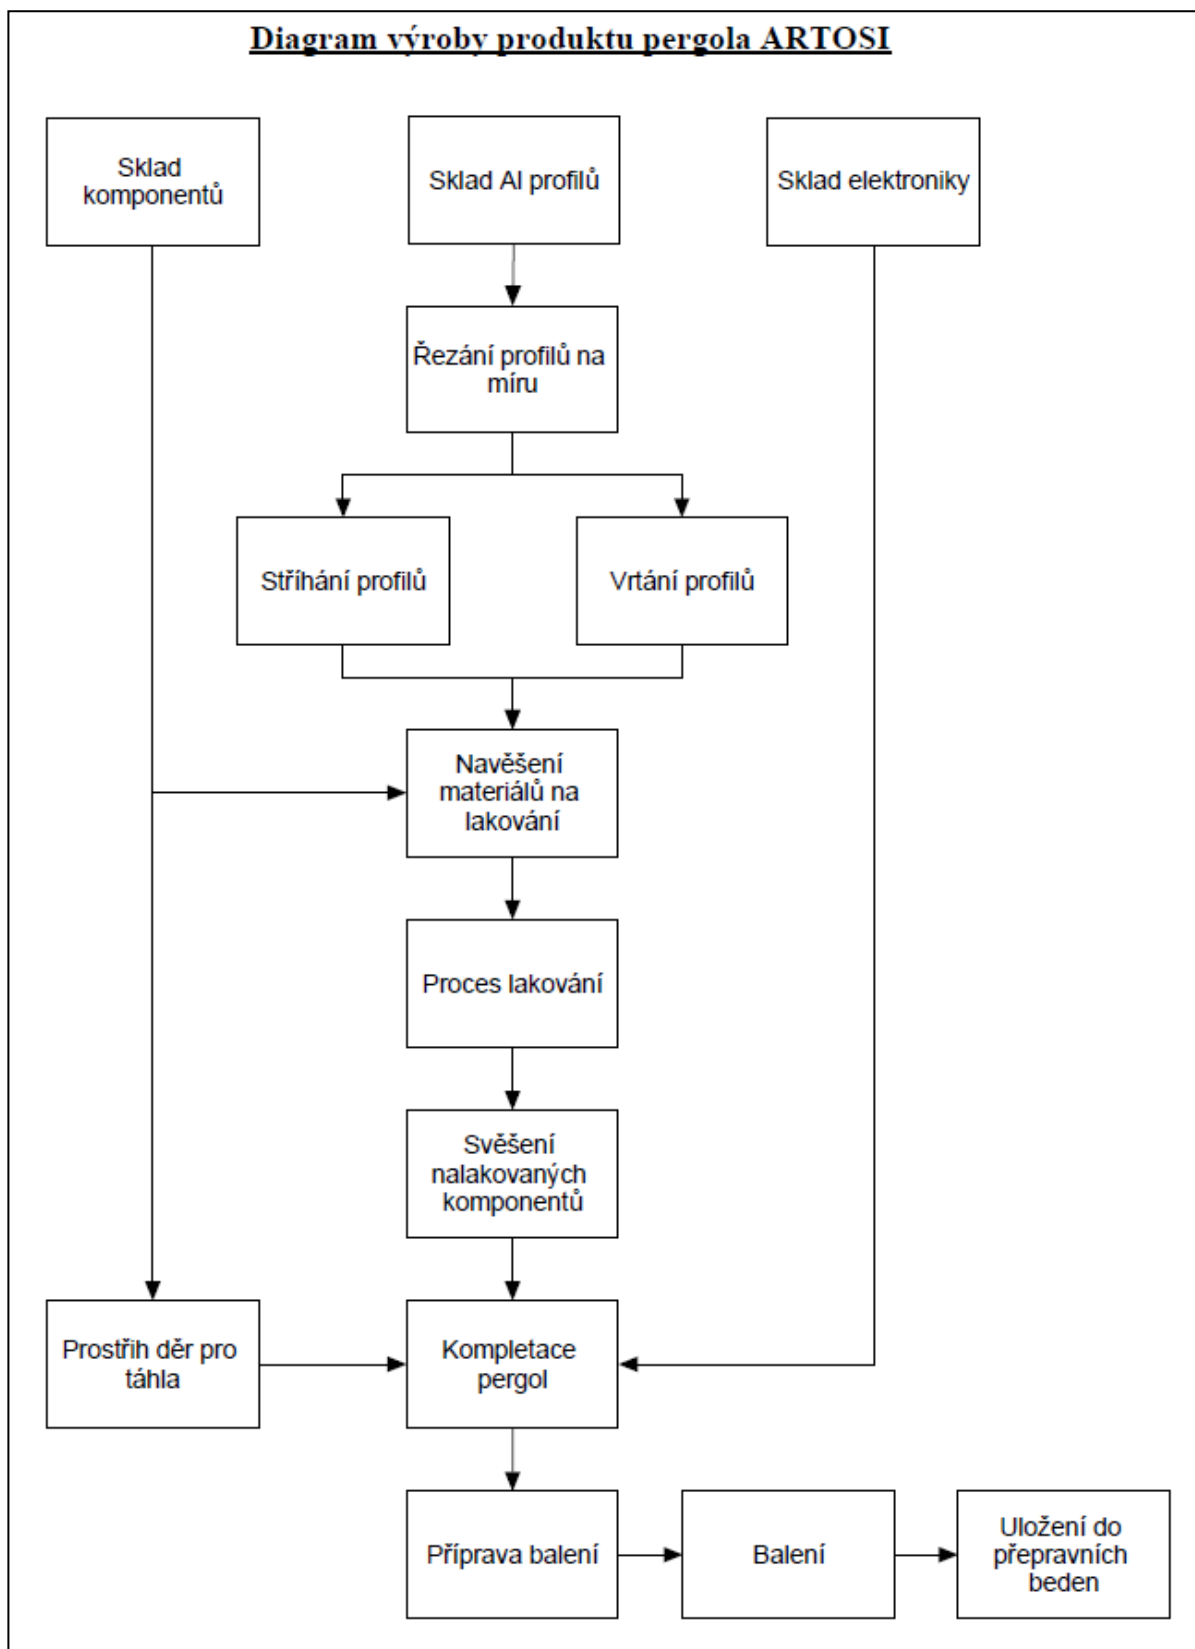 Diagram výroby produktu pergola ARTOSI
Sklad
komponentů
Sklad Al profilů
Sklad elektroniky
Řezání profilů na
míru
Stříhání profilů
Vrtání profilů
Navěšení
materiálů na
lakování
Proces lakování
Svěšení
nalakovaných
komponentů
Prostřih děr pro
táhla
Kompletace
pergol
Příprava balení
Balení
Uložení do
přepravních
beden